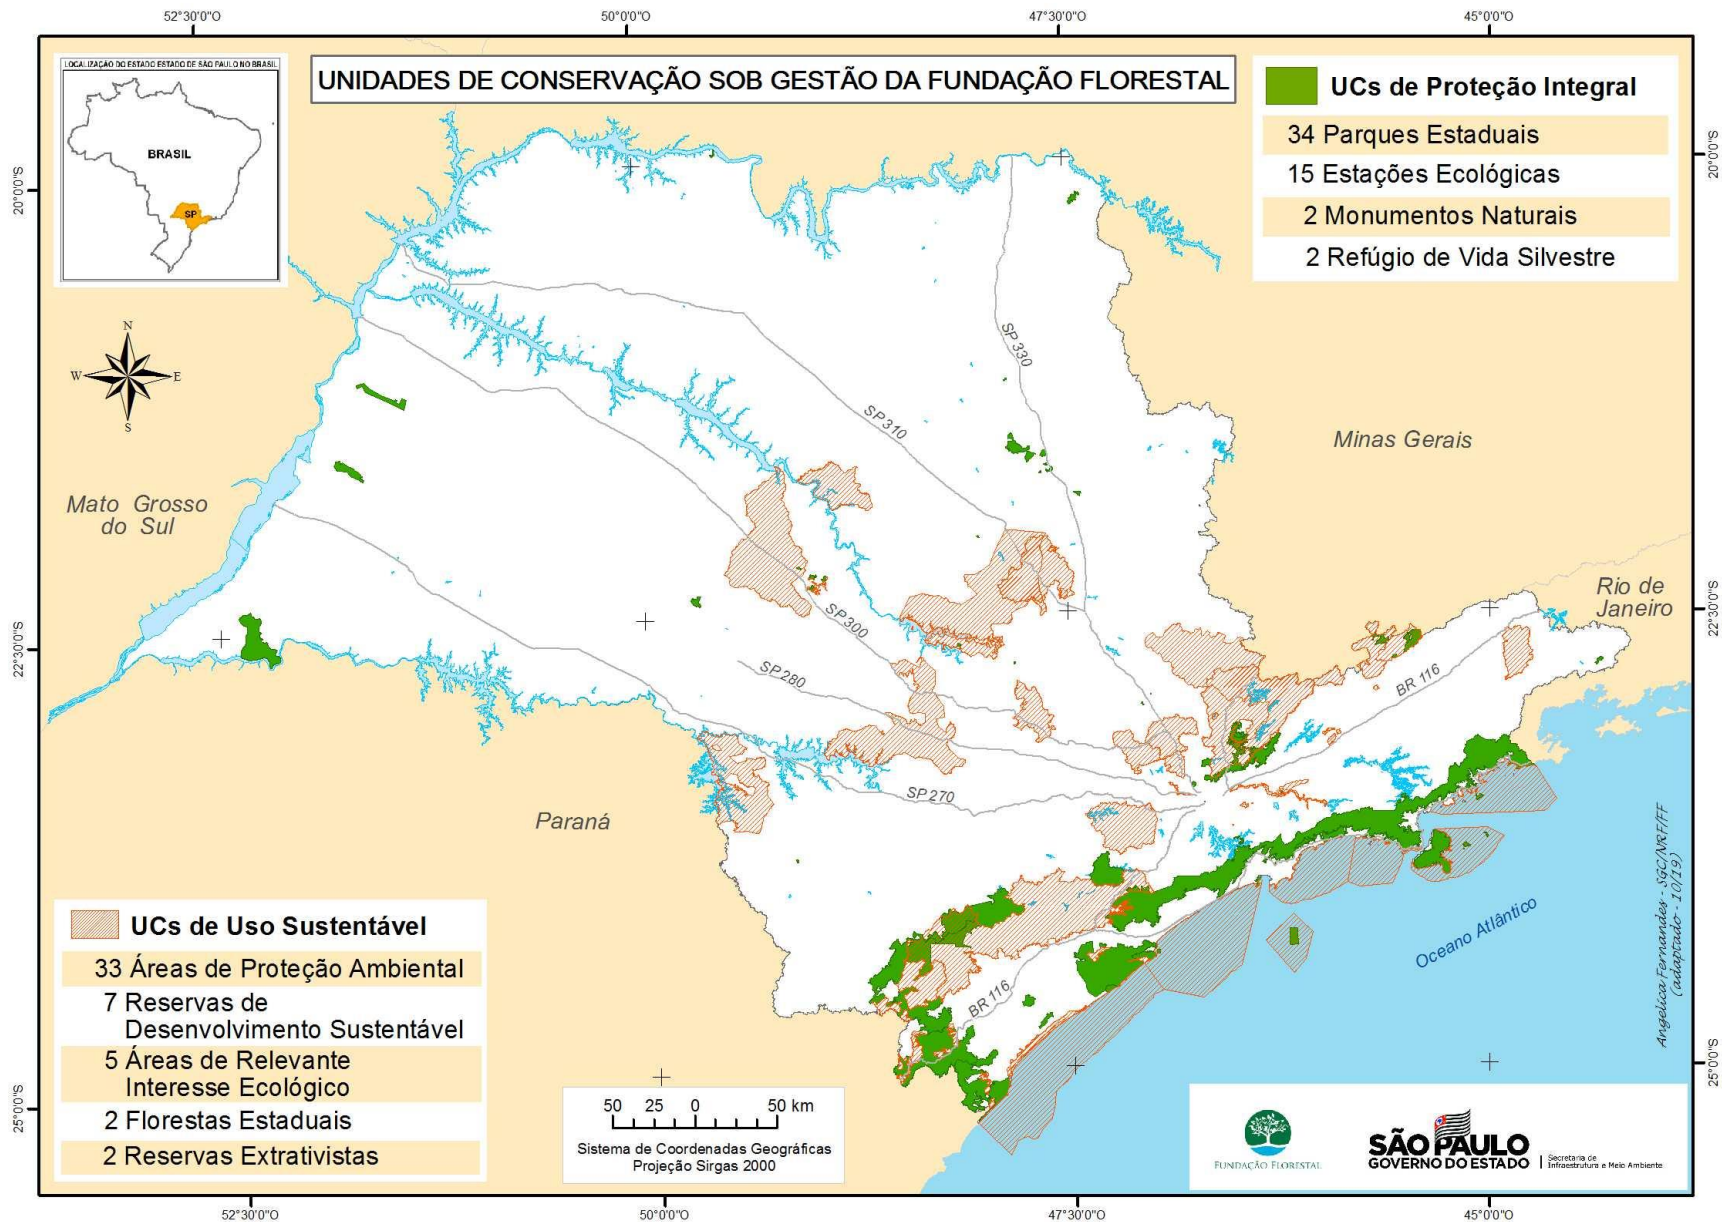 52°30'0"O
50°0'0"O
47°30'0"O
45°0'0"O
LOCALIZAÇÃO DO ESTADO ESTADO DE SÃO PAULO NO BRASIL
BRASIL
SP
UNIDADES DE CONSERVAÇÃO SOB GESTÃO DA FUNDAÇÃO FLORESTAL
UCs de Proteção Integral
34 Parques Estaduais
15 Estações Ecológicas
2 Monumentos Naturais
2 Refúgio de Vida Silvestre
20°0'0"S
20°0'0"S
N
W
E
S
SP 330
SP 310
Minas Gerais
Mato Grosso
do Sul
Rio de
Janeiro
22°30'0"S
22°30'0"S
SP 300
SP 280
BR 116
SP 270
Paraná
Oceano Atlântico
BR 116
Angelica Fernandes - SGC/NRF/FF
(adaptado - 10/19)
UCs de Uso Sustentável
33 Áreas de Proteção Ambiental
7 Reservas de
Desenvolvimento Sustentável
5 Áreas de Relevante
Interesse Ecológico
2 Florestas Estaduais
2 Reservas Extrativistas
25°0'0"S
25°0'0"S
50 25 0 50 km
Sistema de Coordenadas Geográficas
Projeção Sirgas 2000
FUNDAÇÃO FLORESTAL
SÃO PAULO
GOVERNO DO ESTADO
Secretaria de
Infraestrutura e Meio Ambiente
52°30'0"O
50°0'0"O
47°30'0"O
45°0'0"O